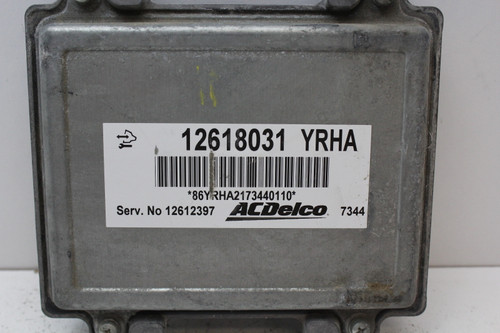 12618031 YRHA
*86YRHA2173440110*
Serv. No 12612397 ACDelco 7344